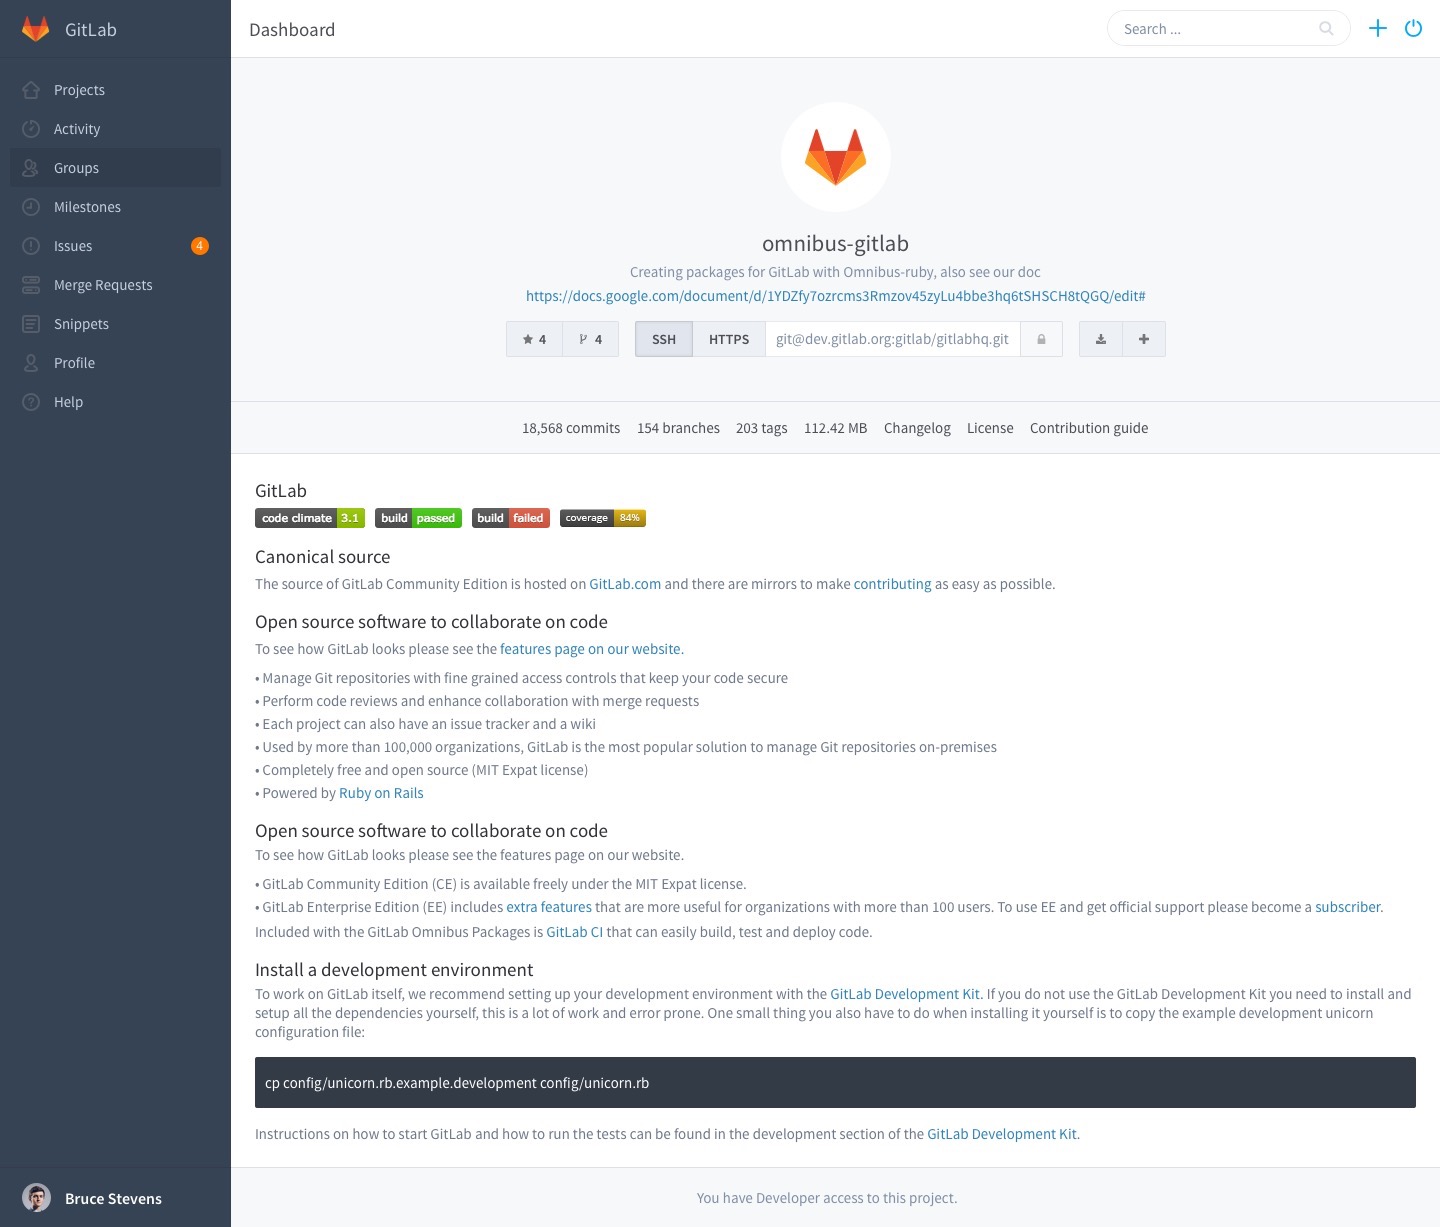 GitLab
Dashboard
Search ...
Projects
Activity
Groups
Milestones
Issues
4
Merge Requests
Snippets
Profile
Help
omnibus-gitlab
Creating packages for GitLab with Omnibus-ruby, also see our doc
https://docs.google.com/document/d/1YDZfy7ozrcms3Rmzov45zyLu4bbe3hq6tSHSCH8tQGQ/edit#
4 4 SSH HTTPS git@dev.gitlab.org:gitlab/gitlabhq.git
18,568 commits 154 branches 203 tags 112.42 MB Changelog License Contribution guide
GitLab
code climate 3.1 build passed build failed coverage 84%
Canonical source
The source of GitLab Community Edition is hosted on GitLab.com and there are mirrors to make contributing as easy as possible.
Open source software to collaborate on code
To see how GitLab looks please see the features page on our website.
• Manage Git repositories with fine grained access controls that keep your code secure
• Perform code reviews and enhance collaboration with merge requests
• Each project can also have an issue tracker and a wiki
• Used by more than 100,000 organizations, GitLab is the most popular solution to manage Git repositories on-premises
• Completely free and open source (MIT Expat license)
• Powered by Ruby on Rails
Open source software to collaborate on code
To see how GitLab looks please see the features page on our website.
• GitLab Community Edition (CE) is available freely under the MIT Expat license.
• GitLab Enterprise Edition (EE) includes extra features that are more useful for organizations with more than 100 users. To use EE and get official support please become a subscriber.
Included with the GitLab Omnibus Packages is GitLab CI that can easily build, test and deploy code.
Install a development environment
To work on GitLab itself, we recommend setting up your development environment with the GitLab Development Kit. If you do not use the GitLab Development Kit you need to install and
setup all the dependencies yourself, this is a lot of work and error prone. One small thing you also have to do when installing it yourself is to copy the example development unicorn
configuration file:
cp config/unicorn.rb.example.development config/unicorn.rb
Instructions on how to start GitLab and how to run the tests can be found in the development section of the GitLab Development Kit.
Bruce Stevens
You have Developer access to this project.